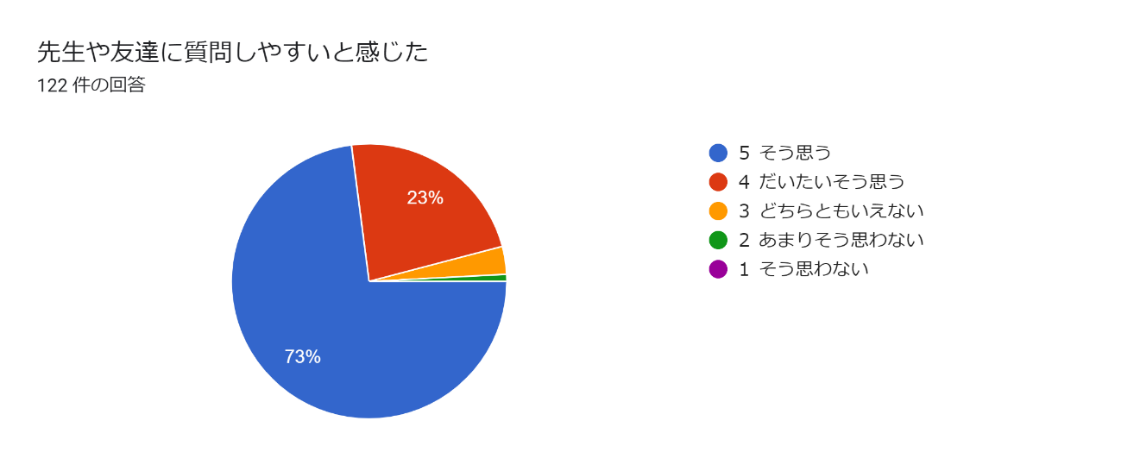 先生や友達に質問しやすいと感じた
122 件の回答
23%
73%
5 そう思う
4 だいたいそう思う
3 どちらともいえない
2 あまりそう思わない
1 そう思わない